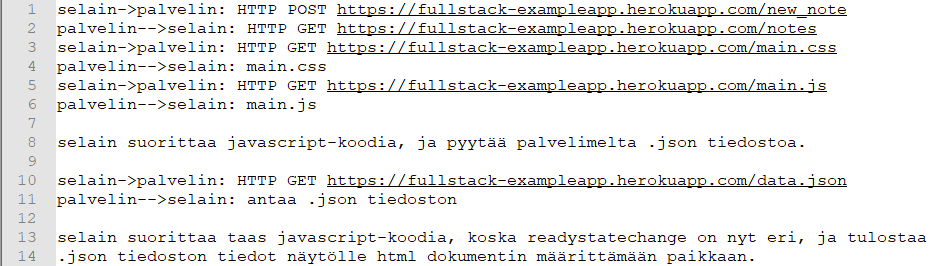 1 selain->palvelin: HTTP POST https://fullstack-exampleapp.herokuapp.com/new_note
2 palvelin-->selain: HTTP GET https://fullstack-exampleapp.herokuapp.com/notes
3 selain->palvelin: HTTP GET https://fullstack-exampleapp.herokuapp.com/main.css
4 palvelin-->selain: main.css
5 selain->palvelin: HTTP GET https://fullstack-exampleapp.herokuapp.com/main.js
6 palvelin-->selain: main.js
7
8 selain suorittaa javascript-koodia, ja pyytää palvelimelta .json tiedostoa.
9
10 selain->palvelin: HTTP GET https://fullstack-exampleapp.herokuapp.com/data.json
11 palvelin-->selain: antaa .json tiedoston
12
13 selain suorittaa taas javascript-koodia, koska readystatechange on nyt eri, ja tulostaa
14 .json tiedoston tiedot näytölle html dokumentin määrittämään paikkaan.